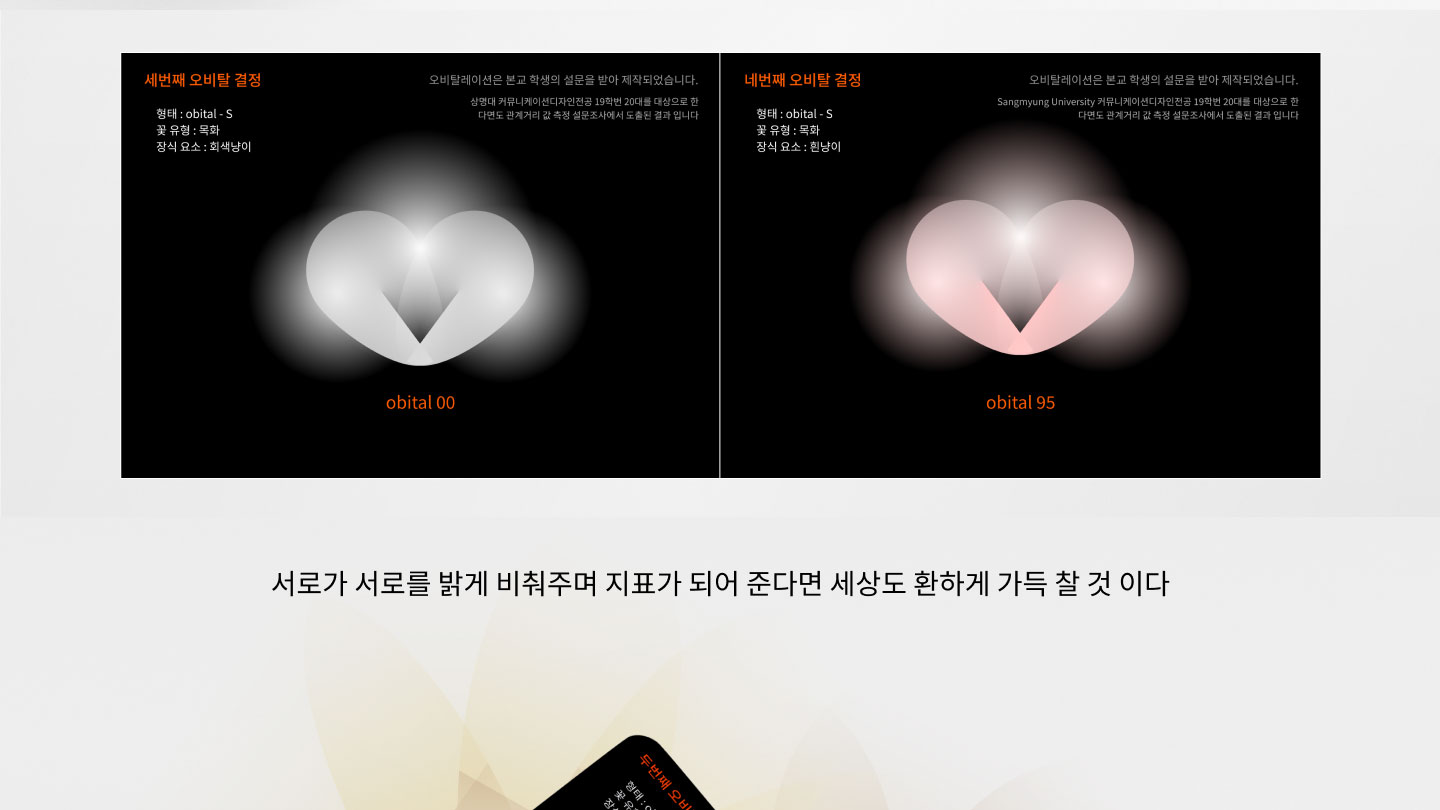 세번째 오비탈 결정
오비탈레이션은 본교 학생의 설문을 받아 제작되었습니다.
상명대 커뮤니케이션디자인전공 19학번 20대를 대상으로 한
다면도 관계거리 값 측정 설문조사에서 도출된 결과 입니다
형태 : obital - S
꽃 유형 : 목화
장식 요소 : 회색냥이
obital 00
네번째 오비탈 결정
오비탈레이션은 본교 학생의 설문을 받아 제작되었습니다.
Sangmyung University 커뮤니케이션디자인전공 19학번 20대를 대상으로 한
다면도 관계거리 값 측정 설문조사에서 도출된 결과 입니다
형태 : obital - S
꽃 유형 : 목화
장식 요소 : 흰냥이
obital 95
서로가 서로를 밝게 비춰주며 지표가 되어 준다면 세상도 환하게 가득 찰 것 이다
두번째
형태 :
꽃